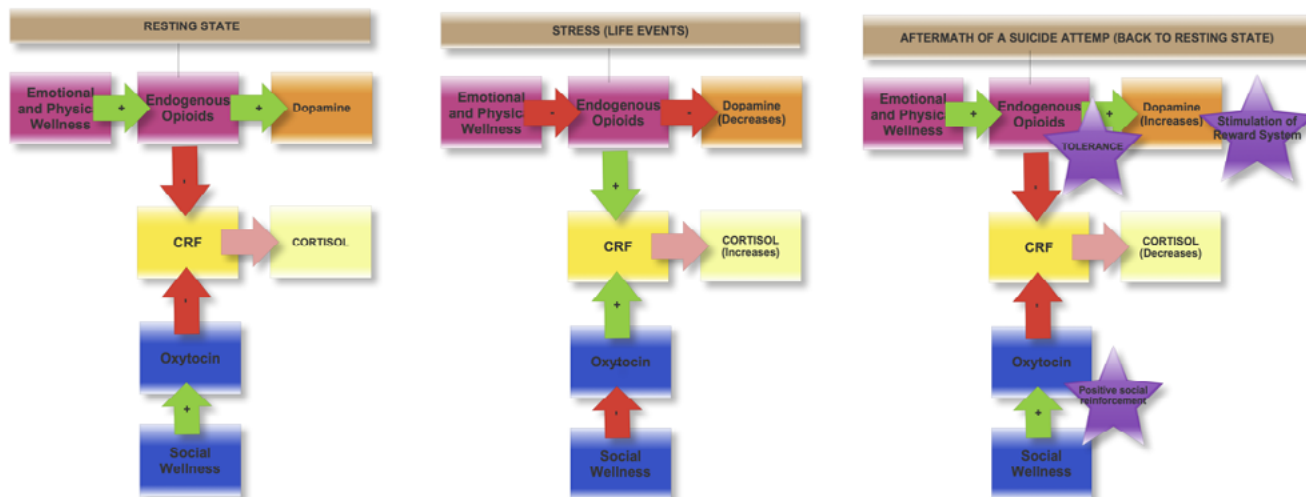 RESTING STATE
Emotional
and Physic
Wellness
+
Endogenous
Opioids
+
Dopamine
-
CRF
CORTISOL
-
Oxytocin
+
Social
Wellness
STRESS (LIFE EVENTS)
Emotional
and Physic
Wellness
-
Endogenous
Opioids
-
Dopamine
(Decreases)
+
CRF
CORTISOL
(Increases)
+
Oxytocin
-
Social
Wellness
AFTERMATH OF A SUICIDE ATTEMP (BACK TO RESTING STATE)
Emotional
and Physic
Wellness
+
Endogenous
Opioids
TOLERANCE
+
Dopamine
(Increases)
Stimulation of
Reward System
-
CRF
CORTISOL
(Decreases)
-
Oxytocin
Positive social
reinforcement
+
Social
Wellness